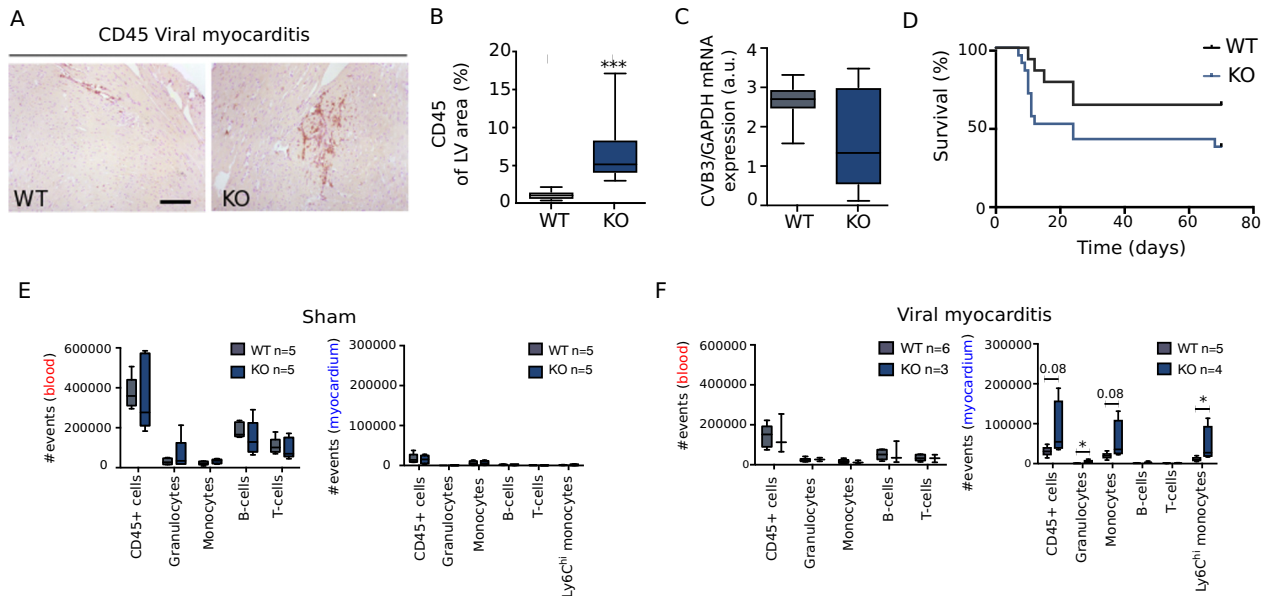 A
CD45 Viral myocarditis
WT
KO
B
CD45
of LV area (%)
20
15
10
5
0
***
WT
KO
C
CVB3/GAPDH mRNA
expression (a.u.)
4
3
2
1
0
WT
KO
D
Survival (%)
100
50
0
0
20
40
60
80
Time (days)
WT
KO
E
Sham
#events (blood)
600000
400000
200000
0
WT n=5
KO n=5
CD45+ cells
Granulocytes
Monocytes
B-cells
T-cells
#events (myocardium)
300000
200000
100000
0
WT n=5
KO n=5
CD45+ cells
Granulocytes
Monocytes
B-cells
T-cells
Ly6Cʰⁱ monocytes
F
Viral myocarditis
#events (blood)
600000
400000
200000
0
WT n=6
KO n=3
CD45+ cells
Granulocytes
Monocytes
B-cells
T-cells
#events (myocardium)
300000
200000
100000
0
WT n=5
KO n=4
0.08
*
0.08
*
CD45+ cells
Granulocytes
Monocytes
B-cells
T-cells
Ly6Cʰⁱ monocytes